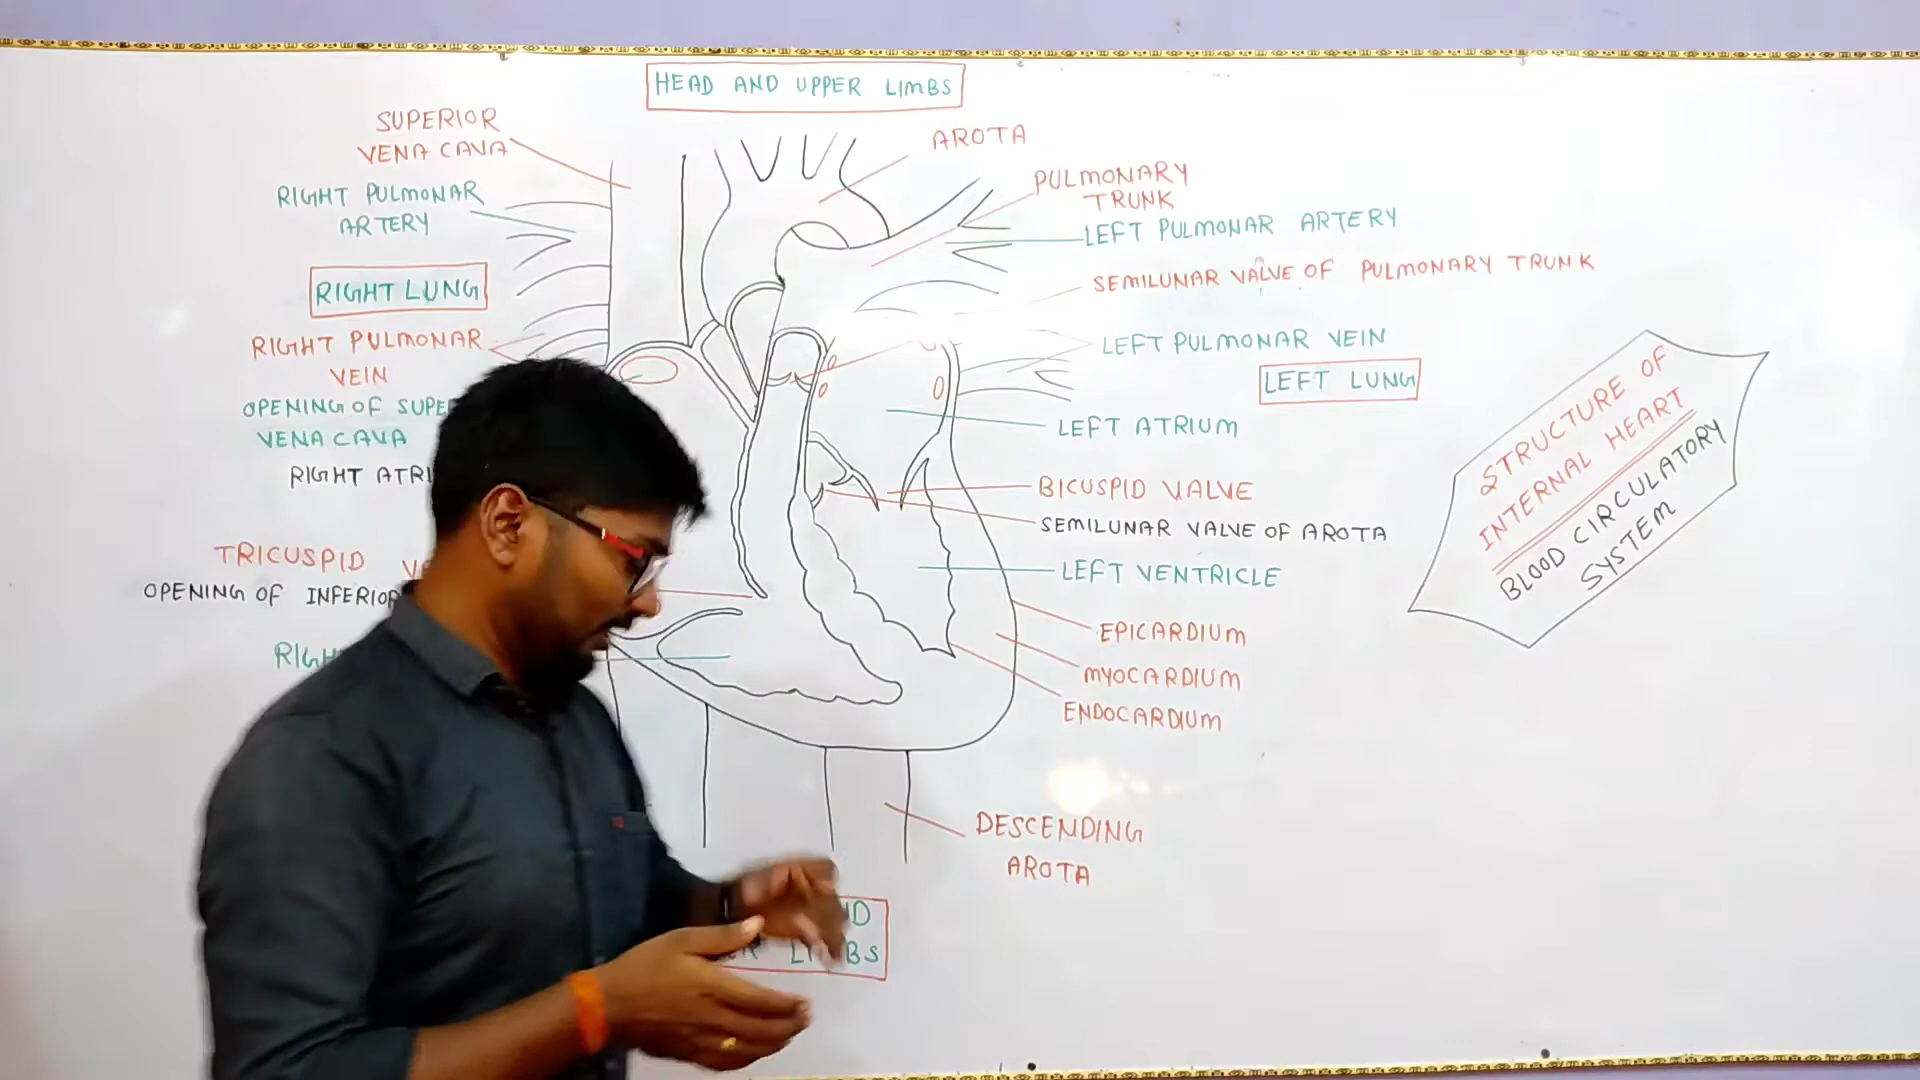 HEAD AND UPPER LIMBS
SUPERIOR
VENA CAVA
RIGHT PULMONAR
ARTERY
RIGHT LUNG
RIGHT PULMONAR
VEIN
OPENING OF SUPE
VENA CAVA
RIGHT ATRI
TRICUSPID V
OPENING OF INFERIOR
RIGH
AROTA
PULMONARY
TRUNK
LEFT PULMONAR ARTERY
SEMILUNAR VALVE OF PULMONARY TRUNK
LEFT PULMONAR VEIN
LEFT LUNG
LEFT ATRIUM
BICUSPID VALVE
SEMILUNAR VALVE OF AROTA
LEFT VENTRICLE
EPICARDIUM
MYOCARDIUM
ENDOCARDIUM
DESCENDING
AROTA
STRUCTURE OF
INTERNAL HEART
BLOOD CIRCULATORY
SYSTEM